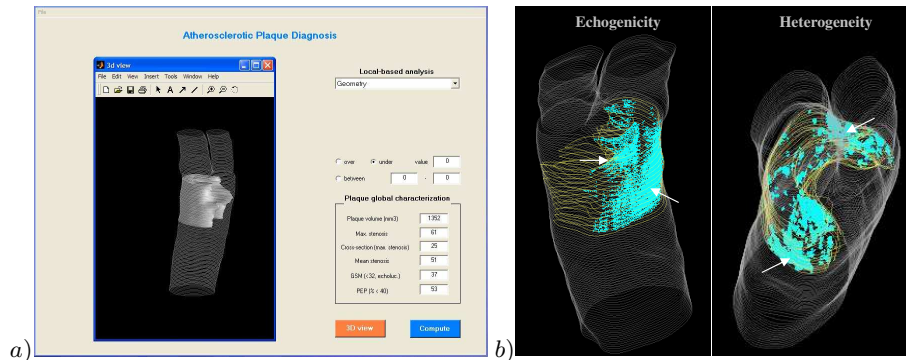 File
Atherosclerotic Plaque Diagnosis
3d view
File Edit View Insert Tools Window Help
Local-based analysis
Geometry
over under value 0
between 0 - 0
Plaque global characterization
Plaque volume (mm3) 1352
Max. stenosis 61
Cross-section (max. stenosis) 25
Mean stenosis 51
GSM (<32, echoluc.) 37
PEP (% < 40) 53
3D view Compute
a)
Echogenicity Heterogeneity
b)